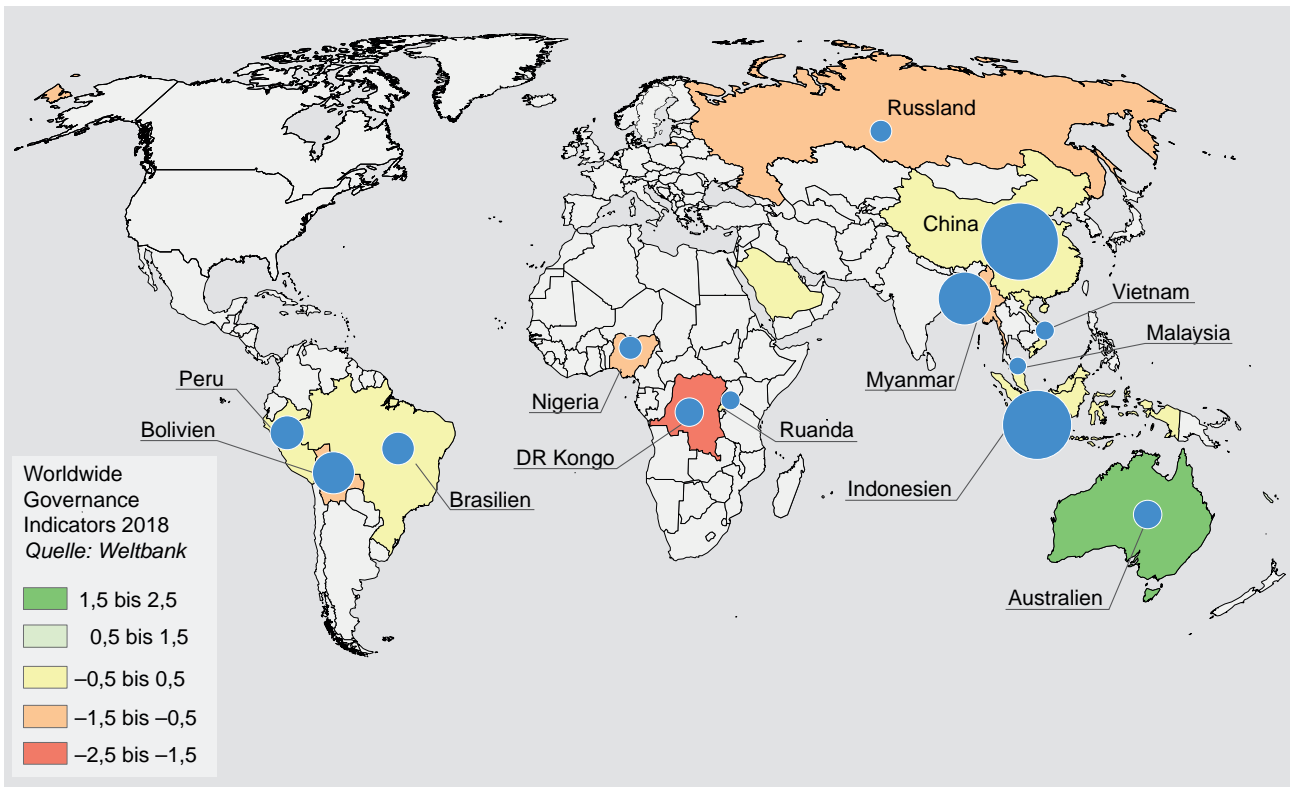 Russland
China
Vietnam
Malaysia
Myanmar
Peru
Nigeria
Bolivien
Ruanda
DR Kongo
Indonesien
Brasilien
Australien
Worldwide
Governance
Indicators 2018
Quelle: Weltbank
1,5 bis 2,5
0,5 bis 1,5
–0,5 bis 0,5
–1,5 bis –0,5
–2,5 bis –1,5